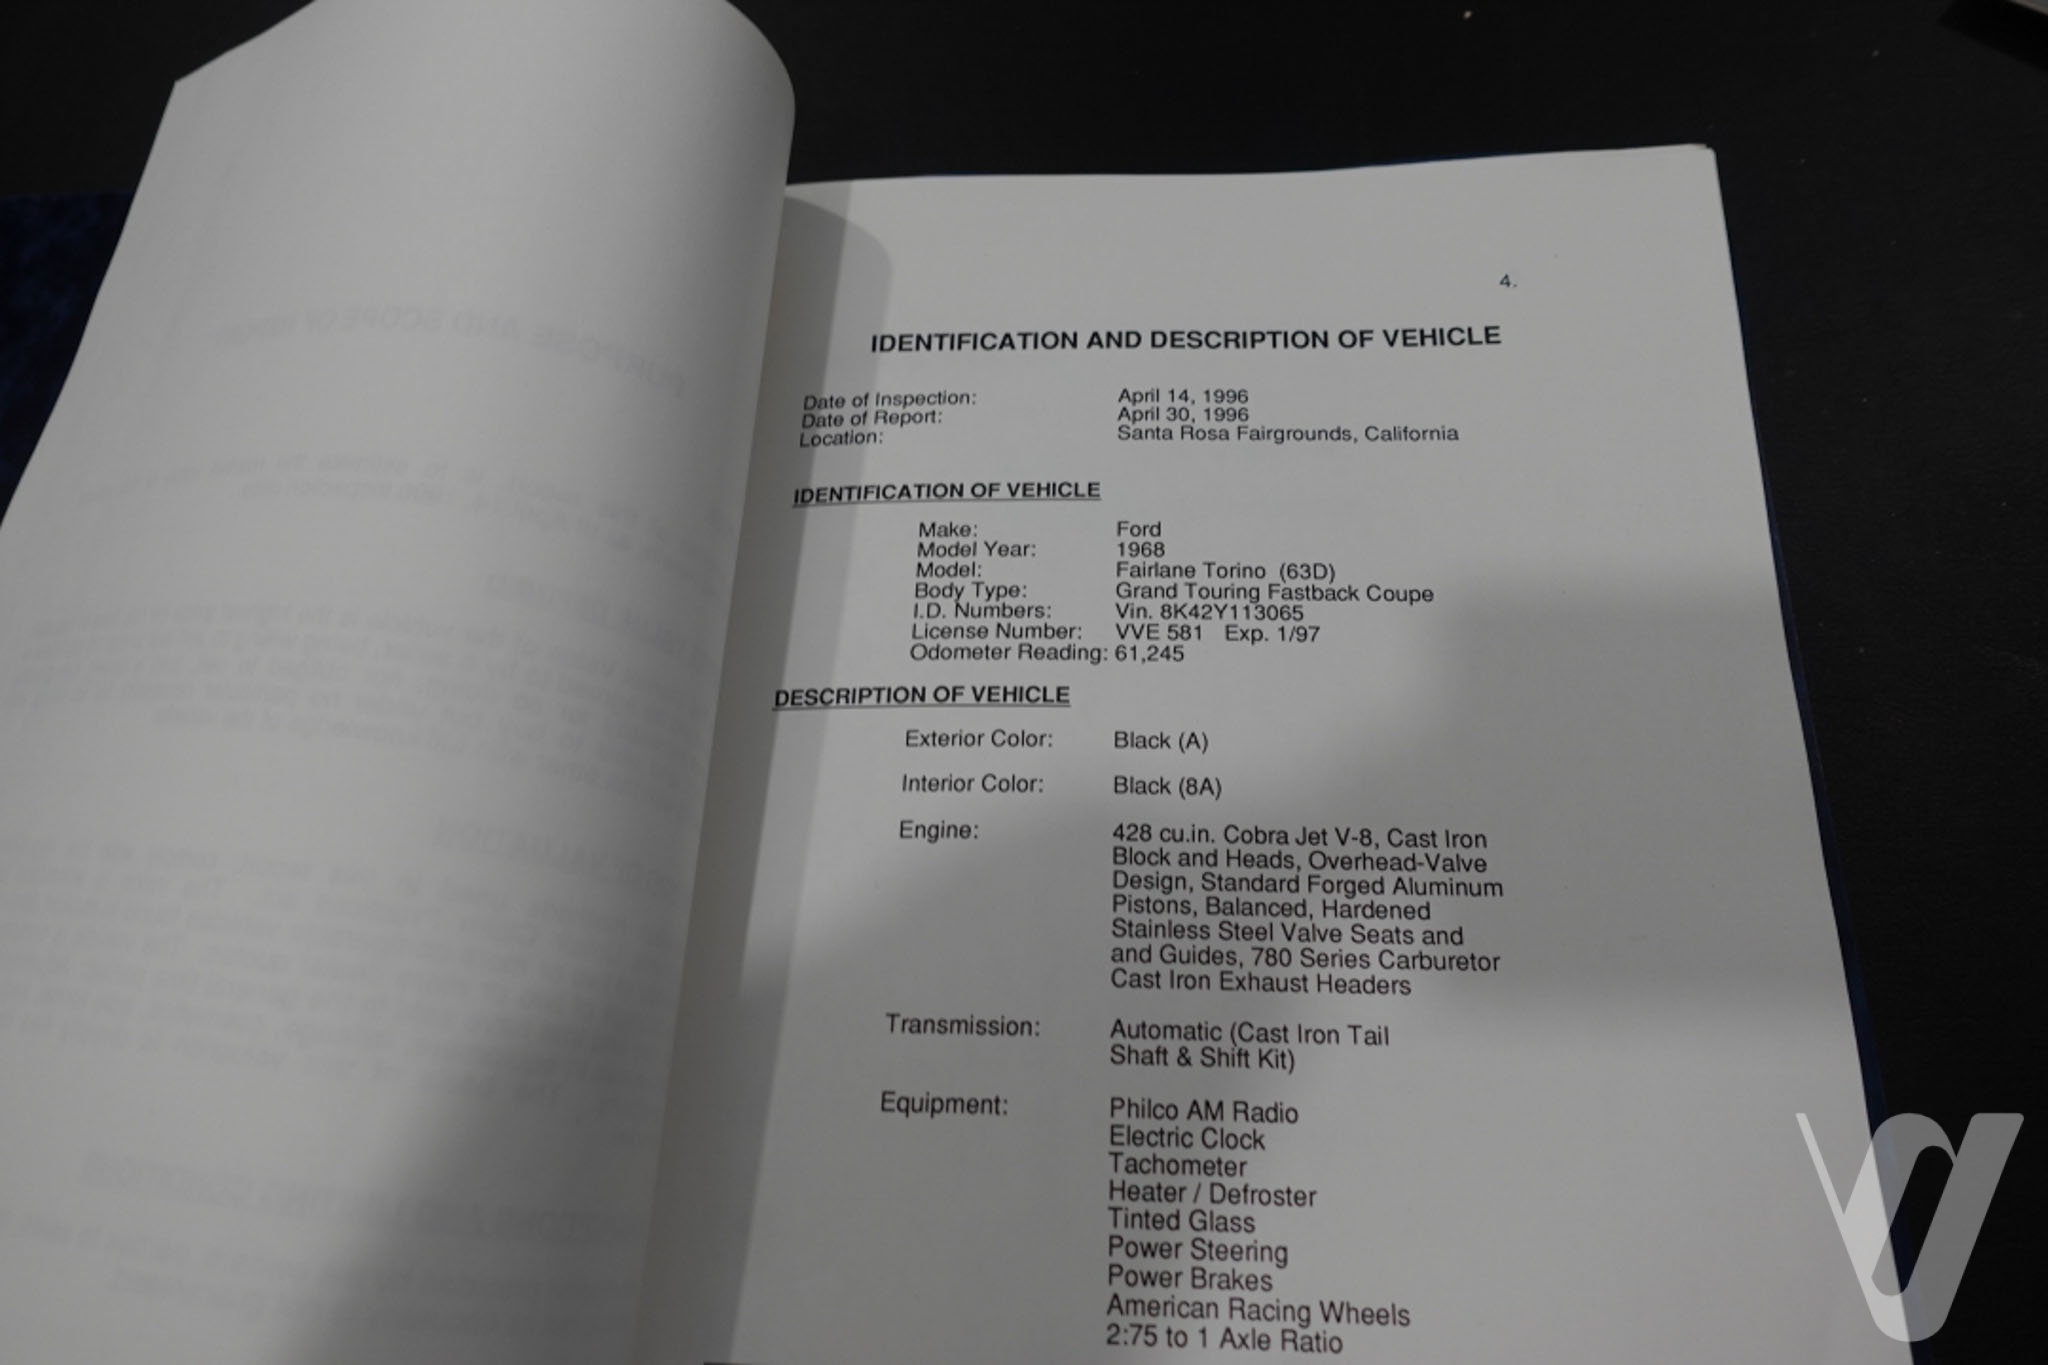 4.
IDENTIFICATION AND DESCRIPTION OF VEHICLE
Date of Inspection: April 14, 1996
Date of Report: April 30, 1996
Location: Santa Rosa Fairgrounds, California
IDENTIFICATION OF VEHICLE
Make: Ford
Model Year: 1968
Model: Fairlane Torino (63D)
Body Type: Grand Touring Fastback Coupe
I.D. Numbers: Vin. 8K42Y113065
License Number: VVE 581 Exp. 1/97
Odometer Reading: 61,245
DESCRIPTION OF VEHICLE
Exterior Color: Black (A)
Interior Color: Black (8A)
Engine: 428 cu.in. Cobra Jet V-8, Cast Iron
Block and Heads, Overhead-Valve
Design, Standard Forged Aluminum
Pistons, Balanced, Hardened
Stainless Steel Valve Seats and
and Guides, 780 Series Carburetor
Cast Iron Exhaust Headers
Transmission: Automatic (Cast Iron Tail
Shaft & Shift Kit)
Equipment: Philco AM Radio
Electric Clock
Tachometer
Heater / Defroster
Tinted Glass
Power Steering
Power Brakes
American Racing Wheels
2:75 to 1 Axle Ratio